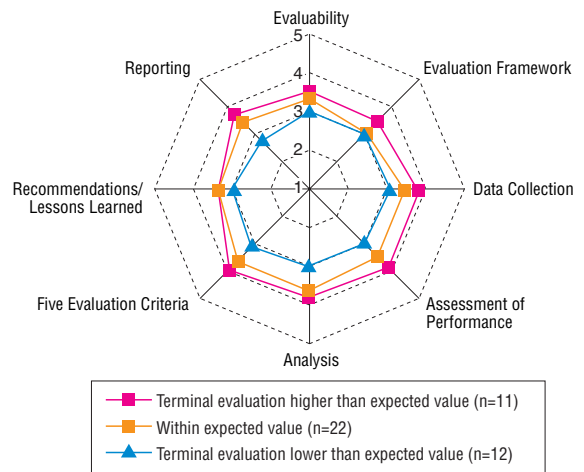 Evaluability
5
4
3
2
1
Reporting
Evaluation Framework
Recommendations/
Lessons Learned
Data Collection
Five Evaluation Criteria
Assessment of
Performance
Analysis
Terminal evaluation higher than expected value (n=11)
Within expected value (n=22)
Terminal evaluation lower than expected value (n=12)